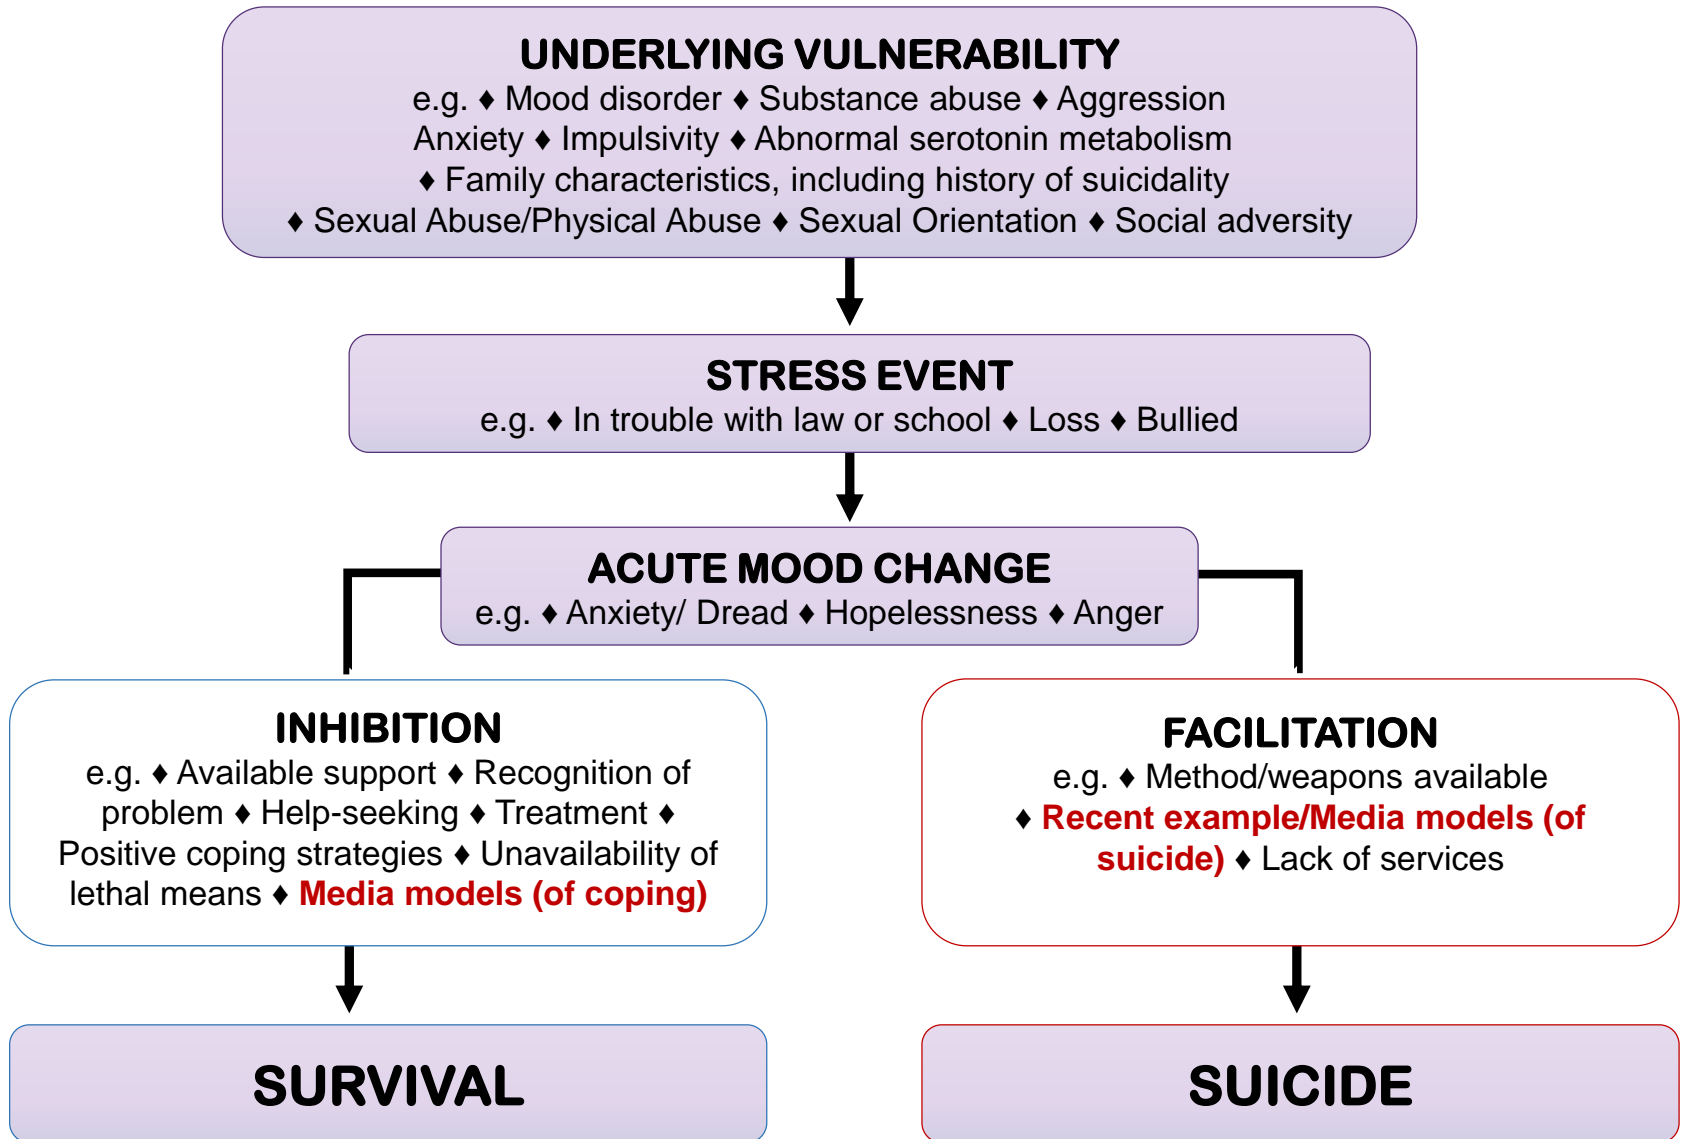 UNDERLYING VULNERABILITY
e.g. ♦ Mood disorder ♦ Substance abuse ♦ Aggression
Anxiety ♦ Impulsivity ♦ Abnormal serotonin metabolism
♦ Family characteristics, including history of suicidality
♦ Sexual Abuse/Physical Abuse ♦ Sexual Orientation ♦ Social adversity
STRESS EVENT
e.g. ♦ In trouble with law or school ♦ Loss ♦ Bullied
ACUTE MOOD CHANGE
e.g. ♦ Anxiety/ Dread ♦ Hopelessness ♦ Anger
INHIBITION
e.g. ♦ Available support ♦ Recognition of
problem ♦ Help-seeking ♦ Treatment ♦
Positive coping strategies ♦ Unavailability of
lethal means ♦ Media models (of coping)
FACILITATION
e.g. ♦ Method/weapons available
♦ Recent example/Media models (of
suicide) ♦ Lack of services
SURVIVAL
SUICIDE